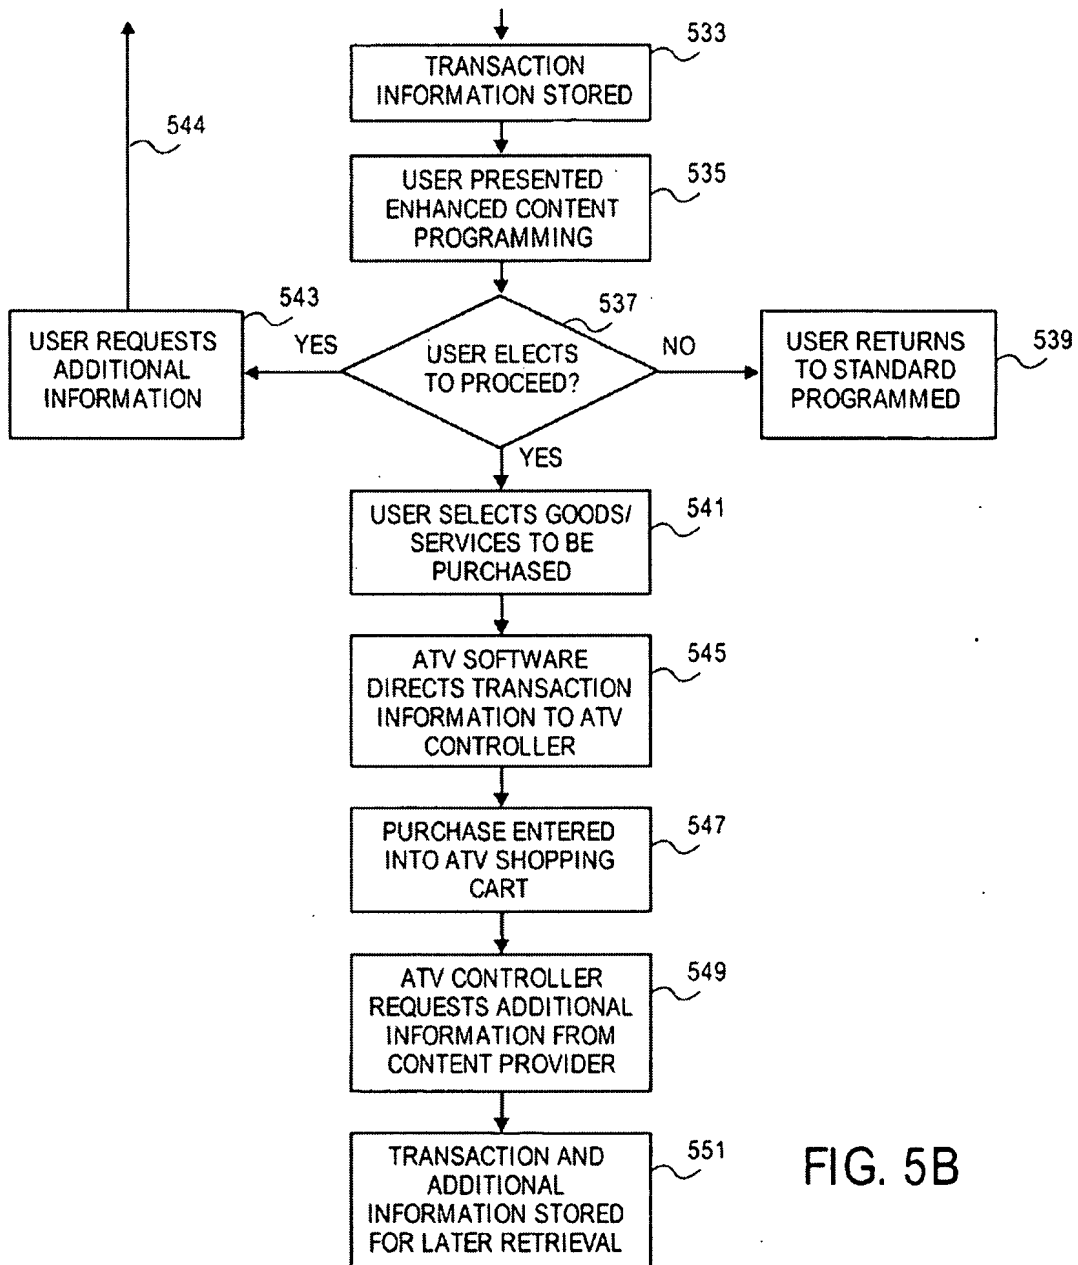 533
TRANSACTION
INFORMATION STORED
544
535
USER PRESENTED
ENHANCED CONTENT
PROGRAMMING
543
USER REQUESTS
ADDITIONAL
INFORMATION
YES
537
USER ELECTS
TO PROCEED?
NO
USER RETURNS
TO STANDARD
PROGRAMMED
539
YES
541
USER SELECTS GOODS/
SERVICES TO BE
PURCHASED
545
ATV SOFTWARE
DIRECTS TRANSACTION
INFORMATION TO ATV
CONTROLLER
547
PURCHASE ENTERED
INTO ATV SHOPPING
CART
549
ATV CONTROLLER
REQUESTS ADDITIONAL
INFORMATION FROM
CONTENT PROVIDER
551
TRANSACTION AND
ADDITIONAL
INFORMATION STORED
FOR LATER RETRIEVAL
FIG. 5B